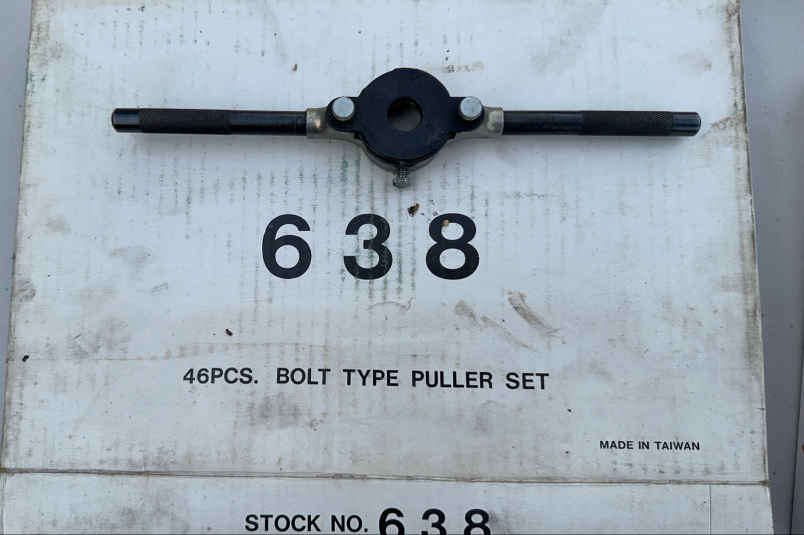 638
46PCS. BOLT TYPE PULLER SET
MADE IN TAIWAN
STOCK NO. 638